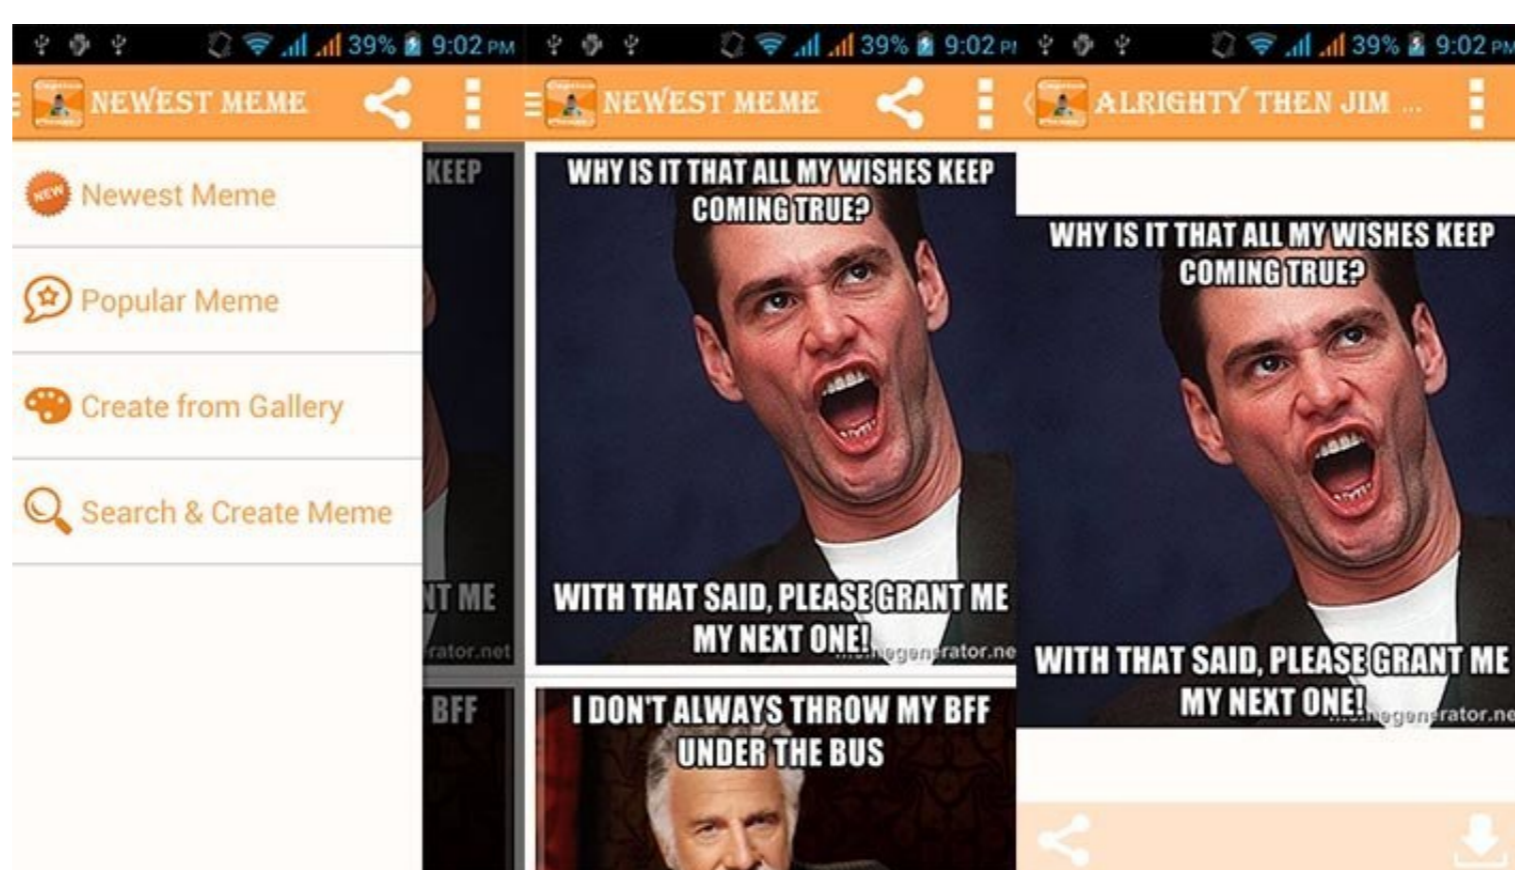 39% 9:02 PM
NEWEST MEME
NEW
Newest Meme
Popular Meme
Create from Gallery
Search & Create Meme
KEEP
NT ME
rator.net
BFF
39% 9:02 P
NEWEST MEME
WHY IS IT THAT ALL MY WISHES KEEP
COMING TRUE?
WITH THAT SAID, PLEASE GRANT ME
MY NEXT ONE!
I DON'T ALWAYS THROW MY BFF
UNDER THE BUS
39% 9:02 PM
ALRIGHTY THEN JIM ...
WHY IS IT THAT ALL MY WISHES KEEP
COMING TRUE?
WITH THAT SAID, PLEASE GRANT ME
MY NEXT ONE!